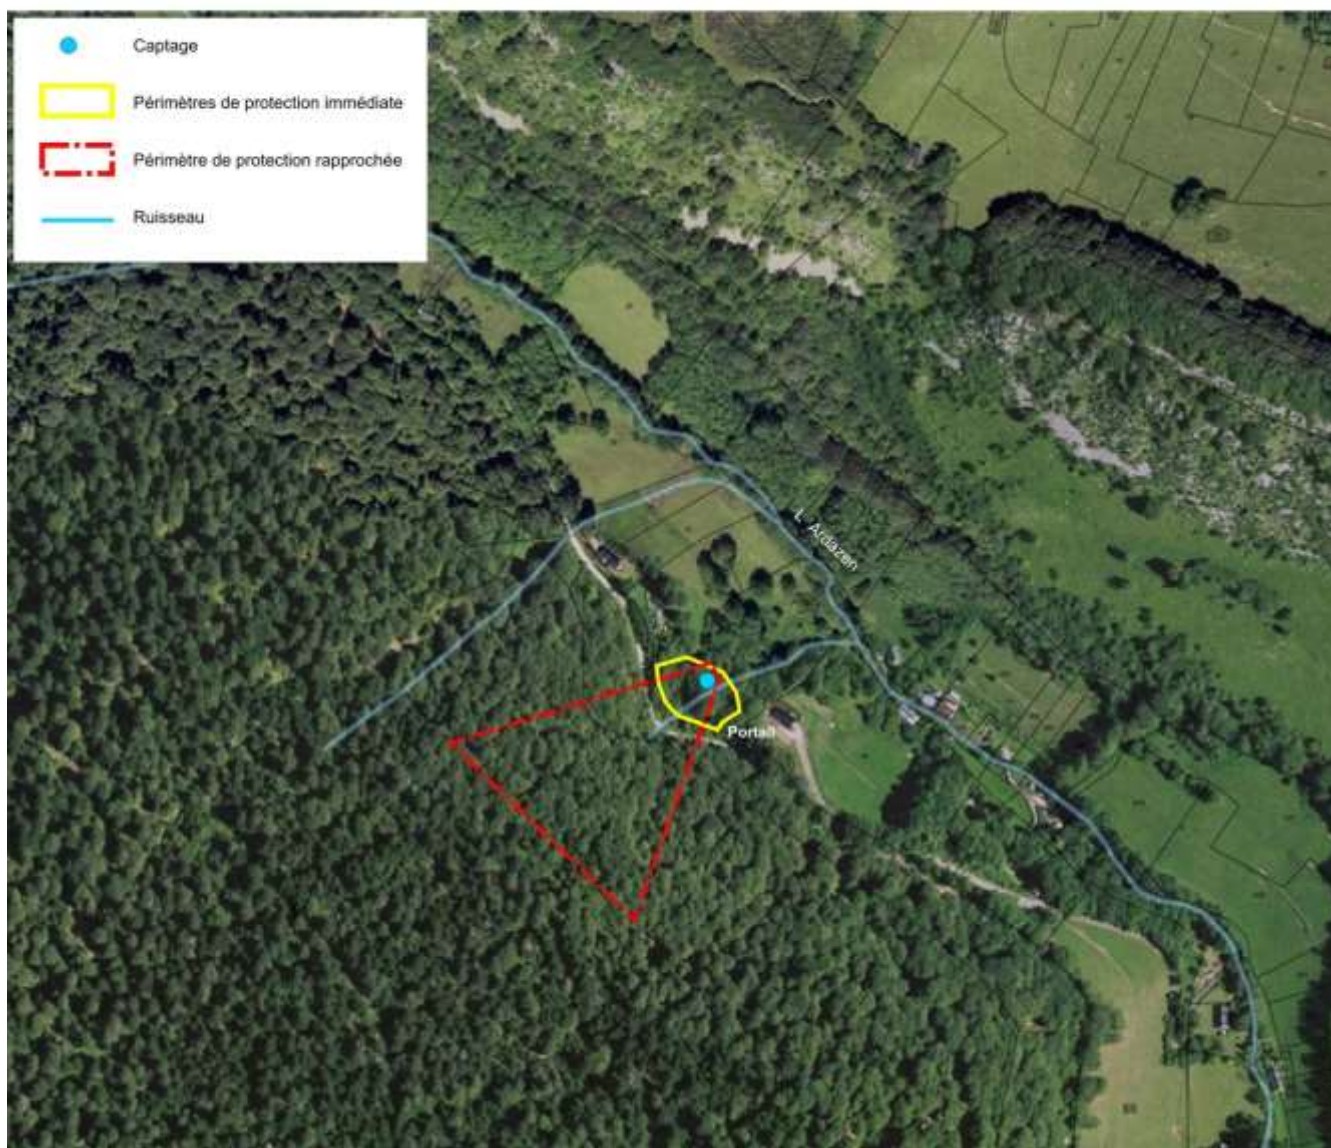 Captage
Périmètres de protection immédiate
Périmètre de protection rapprochée
Ruisseau
L' Ardazen
Portail